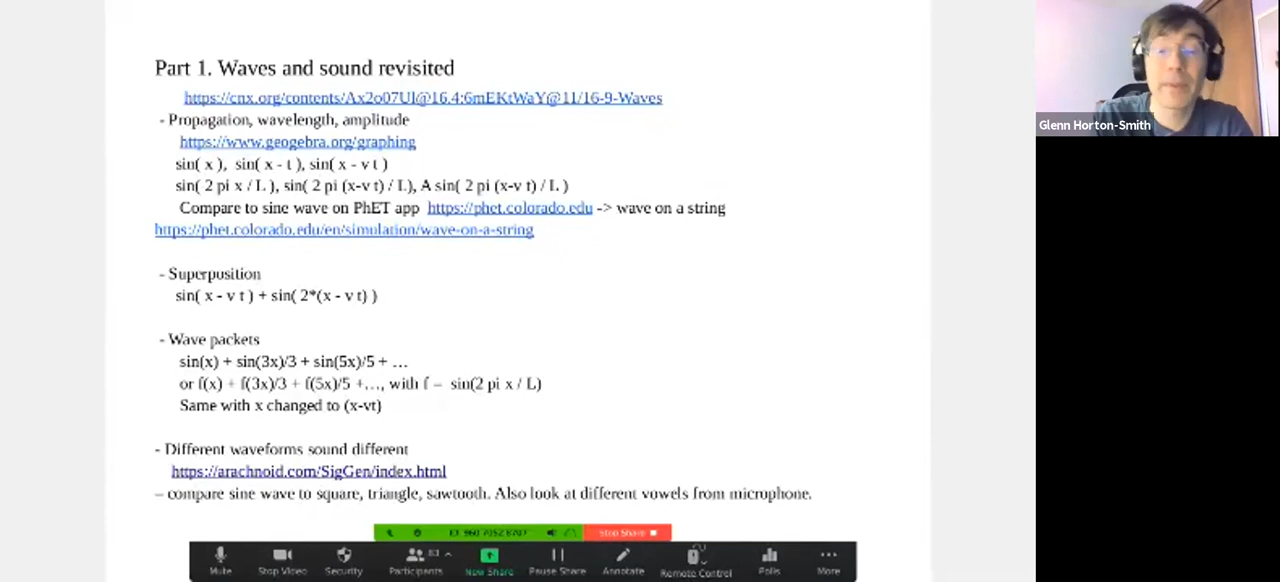 Part 1. Waves and sound revisited
https://cnx.org/contents/Ax2o07Ul@16.4:6mEKtWaY@11/16-9-Waves
- Propagation, wavelength, amplitude
https://www.geogebra.org/graphing
sin( x ), sin( x - t ), sin( x - v t )
sin( 2 pi x / L ), sin( 2 pi (x-v t) / L), A sin( 2 pi (x-v t) / L )
Compare to sine wave on PhET app https://phet.colorado.edu -> wave on a string
https://phet.colorado.edu/en/simulation/wave-on-a-string
- Superposition
sin( x - v t ) + sin( 2*(x - v t) )
- Wave packets
sin(x) + sin(3x)/3 + sin(5x)/5 + …
or f(x) + f(3x)/3 + f(5x)/5 +…, with f = sin(2 pi x / L)
Same with x changed to (x-vt)
- Different waveforms sound different
https://arachnoid.com/SigGen/index.html
– compare sine wave to square, triangle, sawtooth. Also look at different vowels from microphone.
Glenn Horton-Smith
Stop Share
Mute Stop Video Security Participants New Share Pause Share Annotate Remote Control Polls More